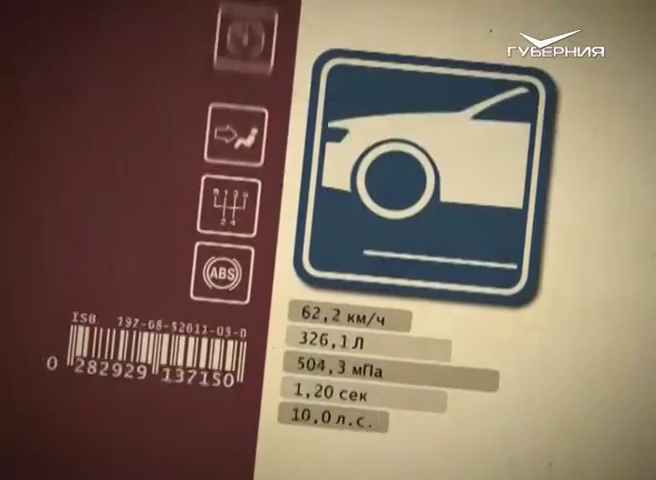 ГУБЕРНИЯ
ABS
ISB. 197-08-52011-03-0
0 282929 137150
62,2 км/ч
326,1 Л
504,3 мПа
1,20 сек
10,0 л.с.